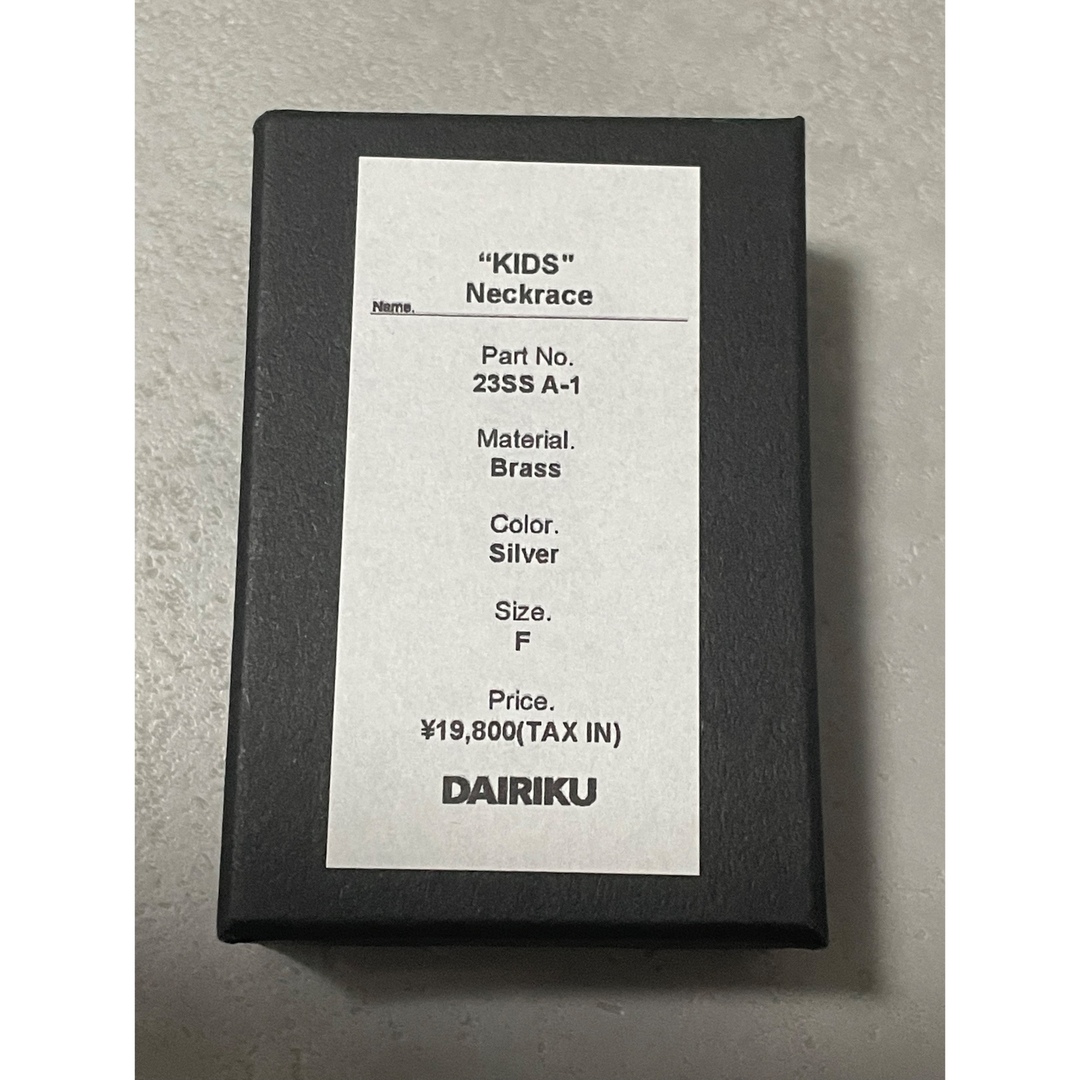 “KIDS"
Neckrace
Name.
Part No.
23SS A-1
Material.
Brass
Color.
Silver
Size.
F
Price.
¥19,800(TAX IN)
DAIRIKU